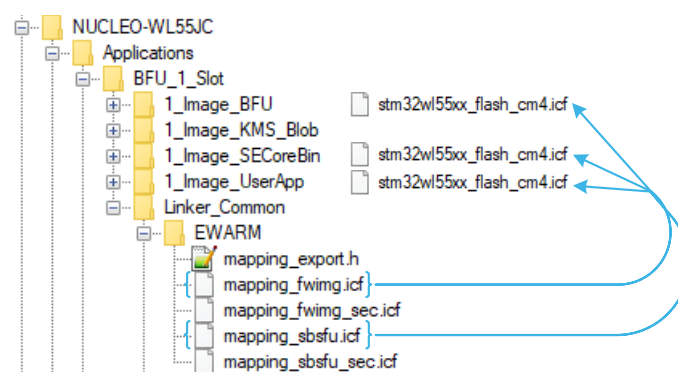 NUCLEO-WL55JC
Applications
BFU_1_Slot
1_Image_BFU stm32wl55xx_flash_cm4.icf
1_Image_KMS_Blob
1_Image_SECoreBin stm32wl55xx_flash_cm4.icf
1_Image_UserApp stm32wl55xx_flash_cm4.icf
Linker_Common
EWARM
mapping_export.h
mapping_fwimg.icf
mapping_fwimg_sec.icf
mapping_sbsfu.icf
mapping_sbsfu_sec.icf